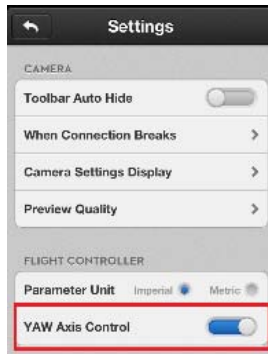 Settings
CAMERA
Toolbar Auto Hide
When Connection Breaks
Camera Settings Display
Preview Quality
FLIGHT CONTROLLER
Parameter Unit Imperial Metric
YAW Axis Control